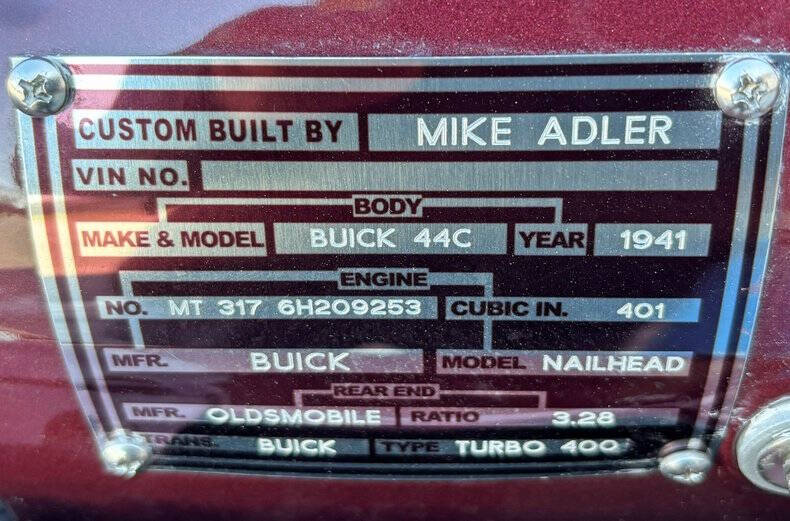 CUSTOM BUILT BY MIKE ADLER
VIN NO.
BODY
MAKE & MODEL BUICK 44C YEAR 1941
ENGINE
NO. MT 317 6H209253 CUBIC IN. 401
MFR. BUICK MODEL NAILHEAD
REAR END
MFR. OLDSMOBILE RATIO 3.28
TRANS. BUICK TYPE TURBO 400